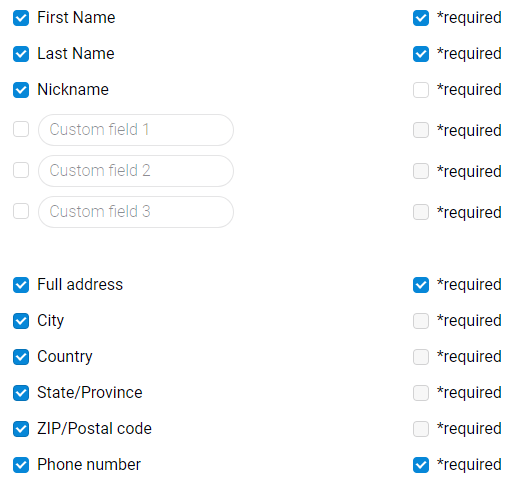 First Name *required
Last Name *required
Nickname *required
Custom field 1 *required
Custom field 2 *required
Custom field 3 *required
Full address *required
City *required
Country *required
State/Province *required
ZIP/Postal code *required
Phone number *required